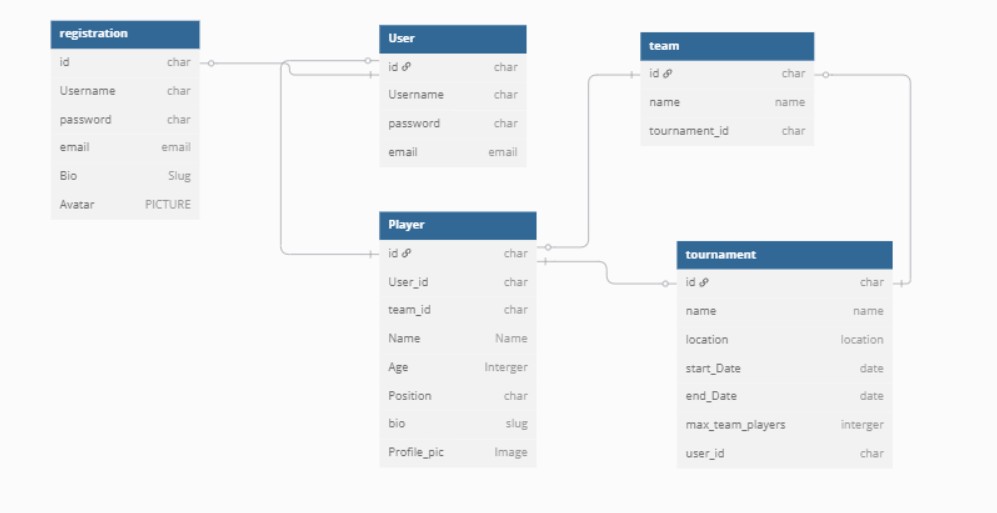 registration
id char
Username char
password char
email email
Bio Slug
Avatar PICTURE
User
id char
Username char
password char
email email
team
id char
name name
tournament_id char
Player
id char
User_id char
team_id char
Name Name
Age Interger
Position char
bio slug
Profile_pic Image
tournament
id char
name name
location location
start_Date date
end_Date date
max_team_players interger
user_id char